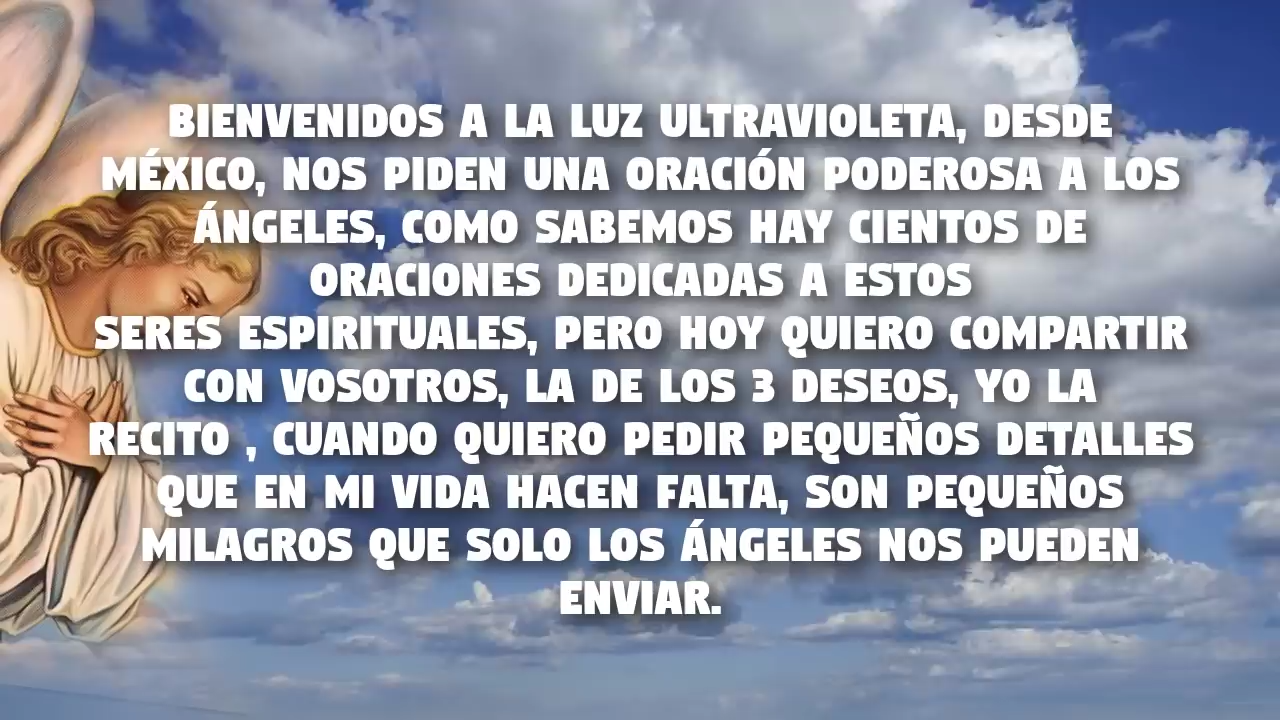 BIENVENIDOS A LA LUZ ULTRAVIOLETA, DESDE
MÉXICO, NOS PIDEN UNA ORACIÓN PODEROSA A LOS
ÁNGELES, COMO SABEMOS HAY CIENTOS DE
ORACIONES DEDICADAS A ESTOS
SERES ESPIRITUALES, PERO HOY QUIERO COMPARTIR
CON VOSOTROS, LA DE LOS 3 DESEOS, YO LA
RECITO , CUANDO QUIERO PEDIR PEQUEÑOS DETALLES
QUE EN MI VIDA HACEN FALTA, SON PEQUEÑOS
MILAGROS QUE SOLO LOS ÁNGELES NOS PUEDEN
ENVIAR.